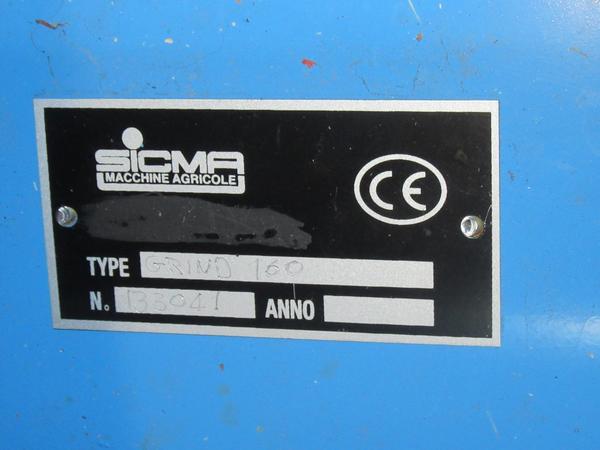 SICMA
MACCHINE AGRICOLE
CE
TYPE GRIND 160
N. 133041 ANNO